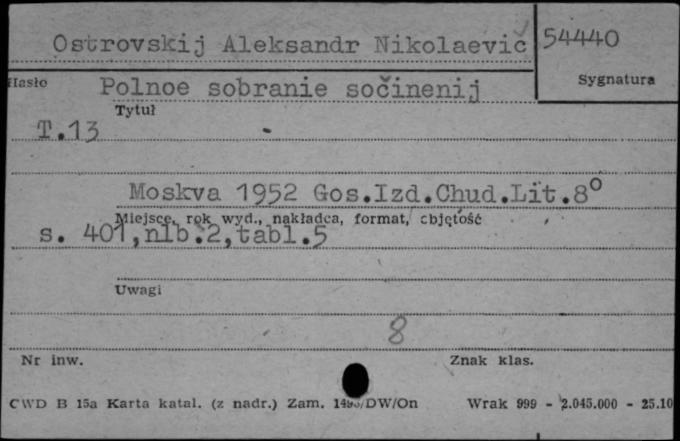 Ostrovskij Aleksandr Nikolaevič 54440
Hasło Polnoe sobranie sočinenij Sygnatura
Tytuł
T.13
Moskva 1952 Gos.Izd.Chud.Lit.8°
Miejsce, rok wyd., nakładca, format, objętość
s. 401,nlb.2,tabl.5
Uwagi
8
Nr inw. Znak klas.
CWD B 15a Karta katal. (z nadr.) Zam. /DW/On Wrak 999 - 2.045.000 - 25.10